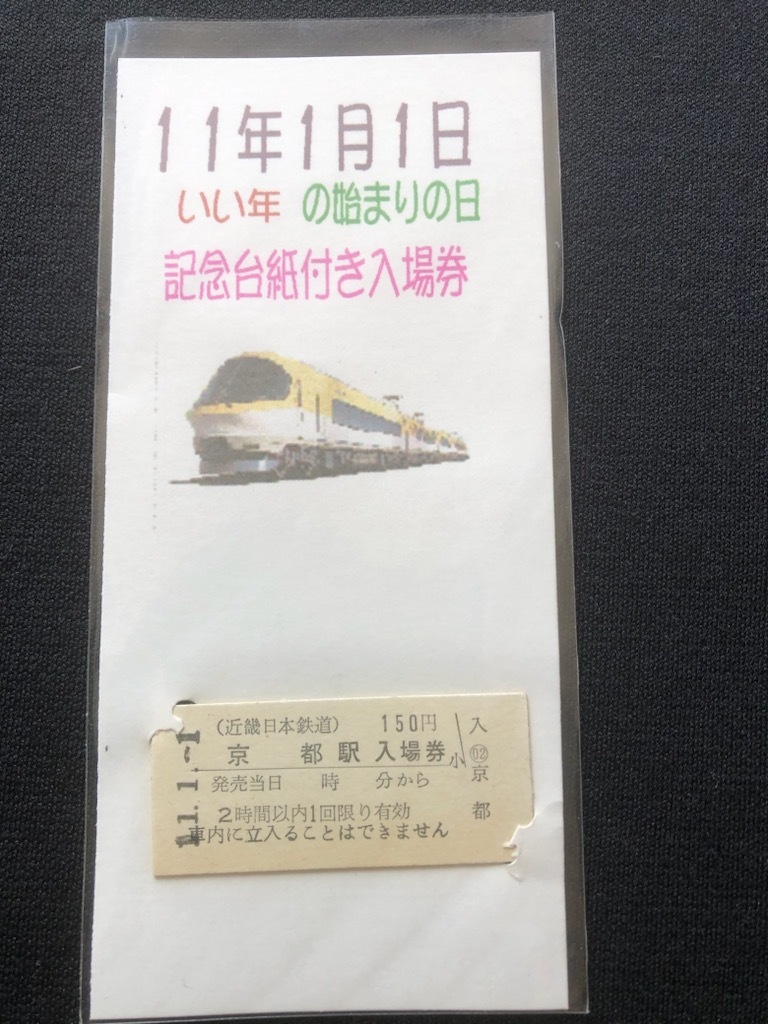 11年1月1日
いい年 の始まりの日
記念台紙付き入場券
(近畿日本鉄道) 150円
京都駅 入場券
小
発売当日 時 分から
2時間以内1回限り有効
車内に立入ることはできません
入
02
京
都
11.1.-1